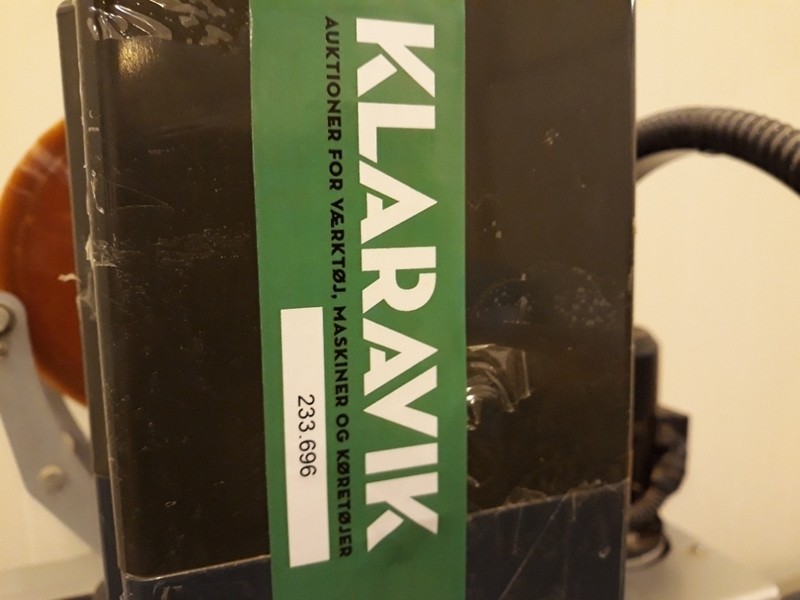 KLARAVIK
AUKTIONER FOR VÆRKTØJ, MASKINER OG KØRETØJER
233.696